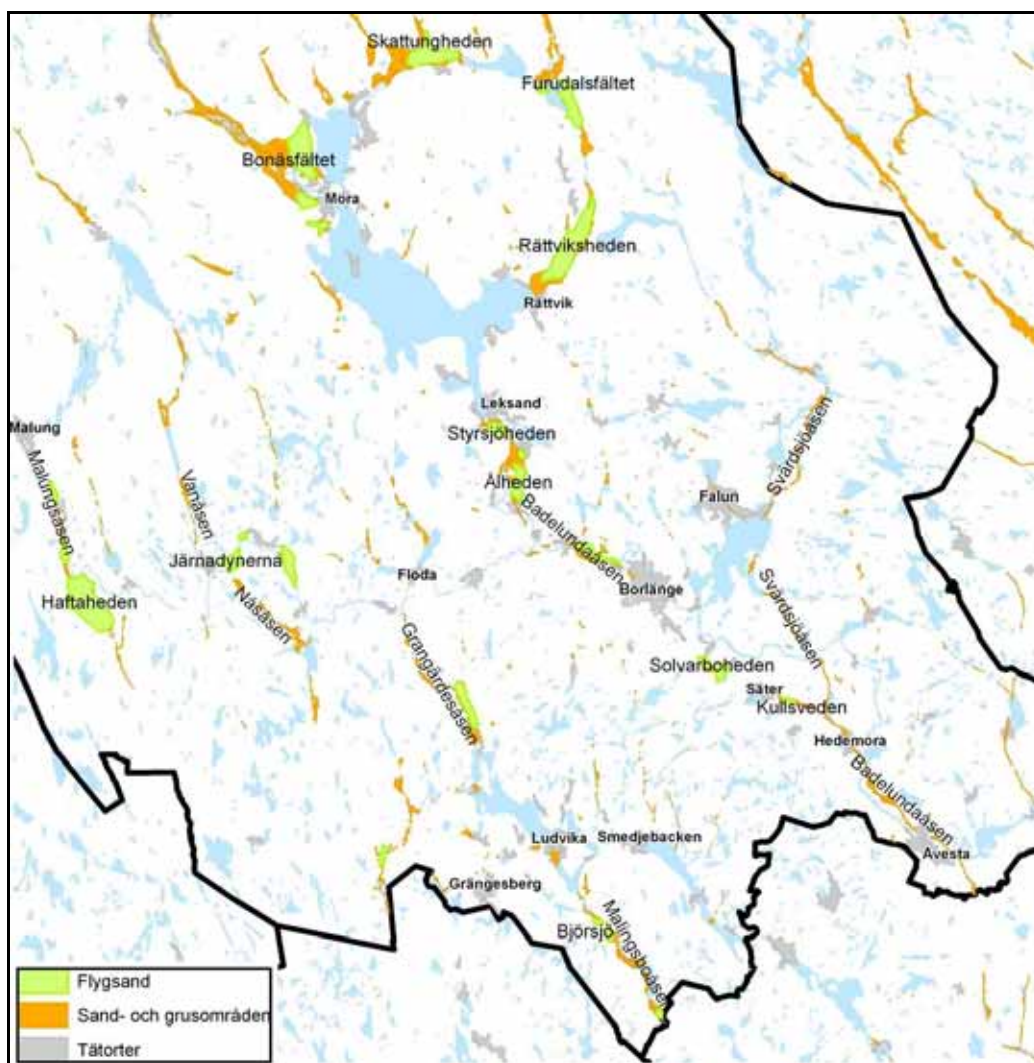 Skattungheden
Furudalsfältet
Bonäsfältet
Mora
Rättviksheden
Rättvik
Leksand
Styrsjöheden
Malung
Ålheden
Falun
Svärdsjöåsen
Malungsåsen
Vanåsen
Badelundaåsen
Järnadynerna
Floda
Borlänge
Haftaheden
Nåsåsen
Svärdsjöåsen
Grangärdesåsen
Solvarboheden
Säter
Kullsveden
Hedemora
Badelundaåsen
Ludvika
Smedjebacken
Avesta
Grängesberg
Björsjö
Malingsboåsen
Flygsand
Sand- och grusområden
Tätorter